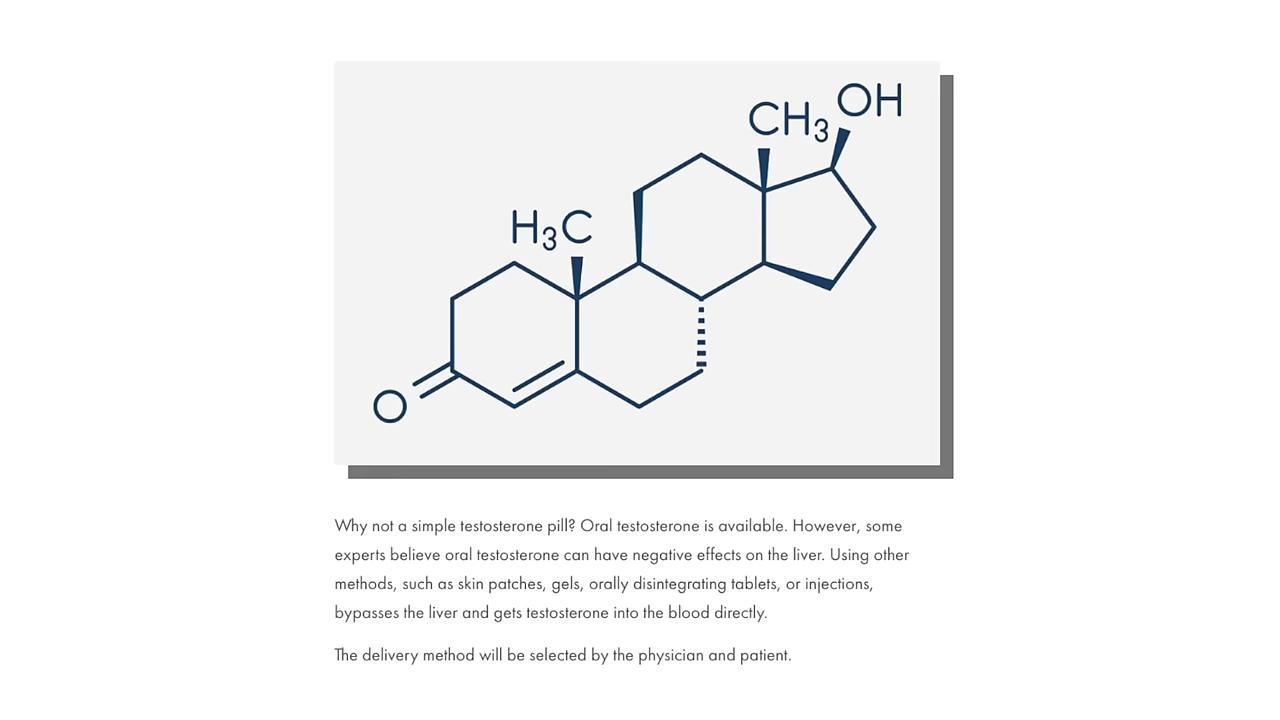 CH3
OH
H3C
O
Why not a simple testosterone pill? Oral testosterone is available. However, some
experts believe oral testosterone can have negative effects on the liver. Using other
methods, such as skin patches, gels, orally disintegrating tablets, or injections,
bypasses the liver and gets testosterone into the blood directly.
The delivery method will be selected by the physician and patient.